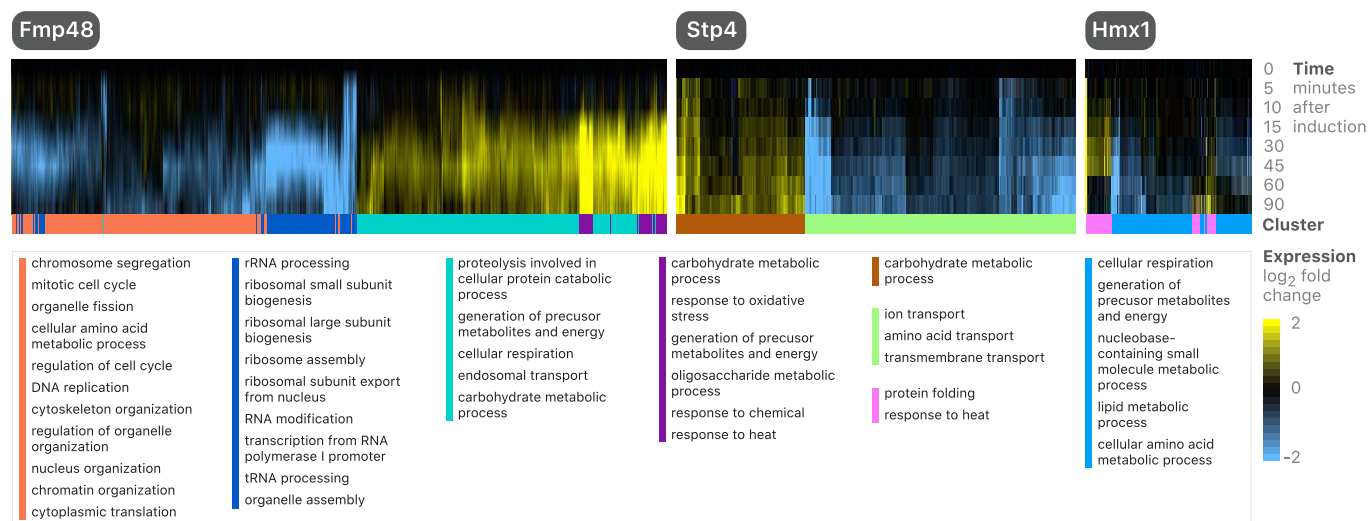 Fmp48
Stp4
Hmx1
0 Time
5 minutes
10 after
15 induction
30
45
60
90
Cluster
chromosome segregation
mitotic cell cycle
organelle fission
cellular amino acid
metabolic process
regulation of cell cycle
DNA replication
cytoskeleton organization
regulation of organelle
organization
nucleus organization
chromatin organization
cytoplasmic translation
rRNA processing
ribosomal small subunit
biogenesis
ribosomal large subunit
biogenesis
ribosome assembly
ribosomal subunit export
from nucleus
RNA modification
transcription from RNA
polymerase I promoter
tRNA processing
organelle assembly
proteolysis involved in
cellular protein catabolic
process
generation of precusor
metabolites and energy
cellular respiration
endosomal transport
carbohydrate metabolic
process
carbohydrate metabolic
process
response to oxidative
stress
generation of precusor
metabolites and energy
oligosaccharide metabolic
process
response to chemical
response to heat
carbohydrate metabolic
process
ion transport
amino acid transport
transmembrane transport
protein folding
response to heat
cellular respiration
generation of
precusor metabolites
and energy
nucleobase-
containing small
molecule metabolic
process
lipid metabolic
process
cellular amino acid
metabolic process
Expression
log2 fold
change
2
0
-2